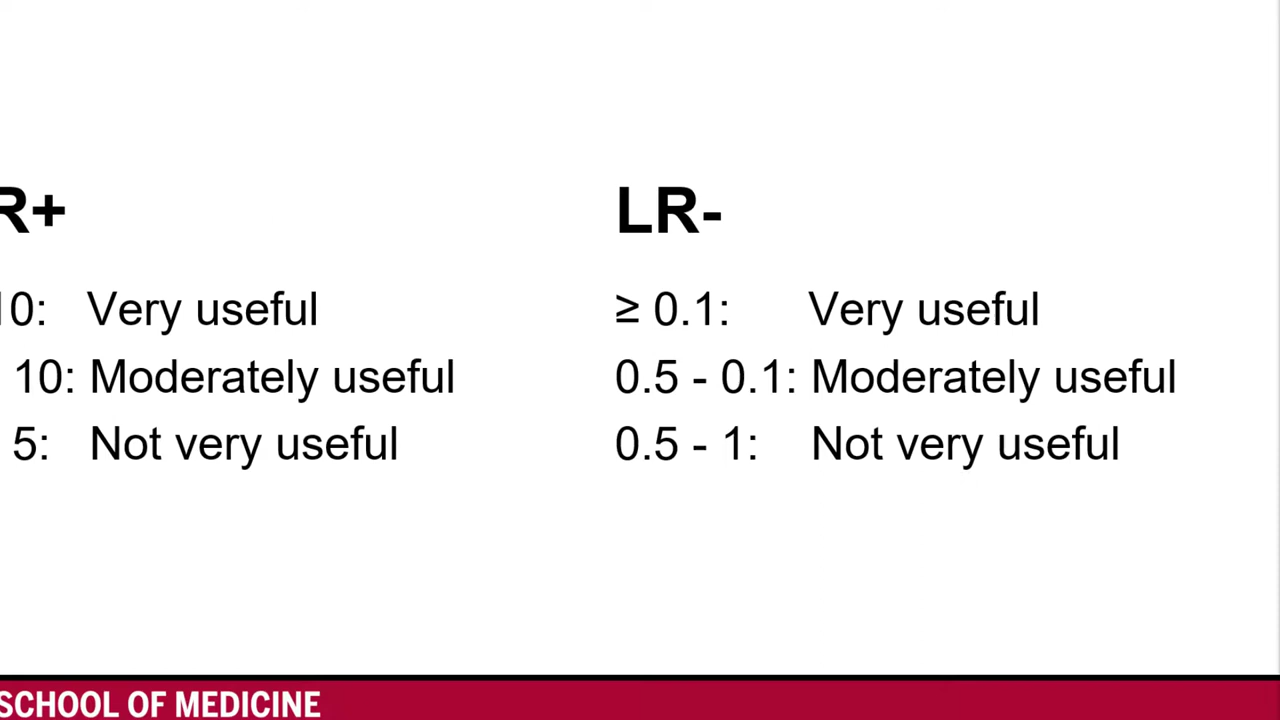 R+
LR-
10: Very useful
≥ 0.1: Very useful
10: Moderately useful
0.5 - 0.1: Moderately useful
5: Not very useful
0.5 - 1: Not very useful
SCHOOL OF MEDICINE